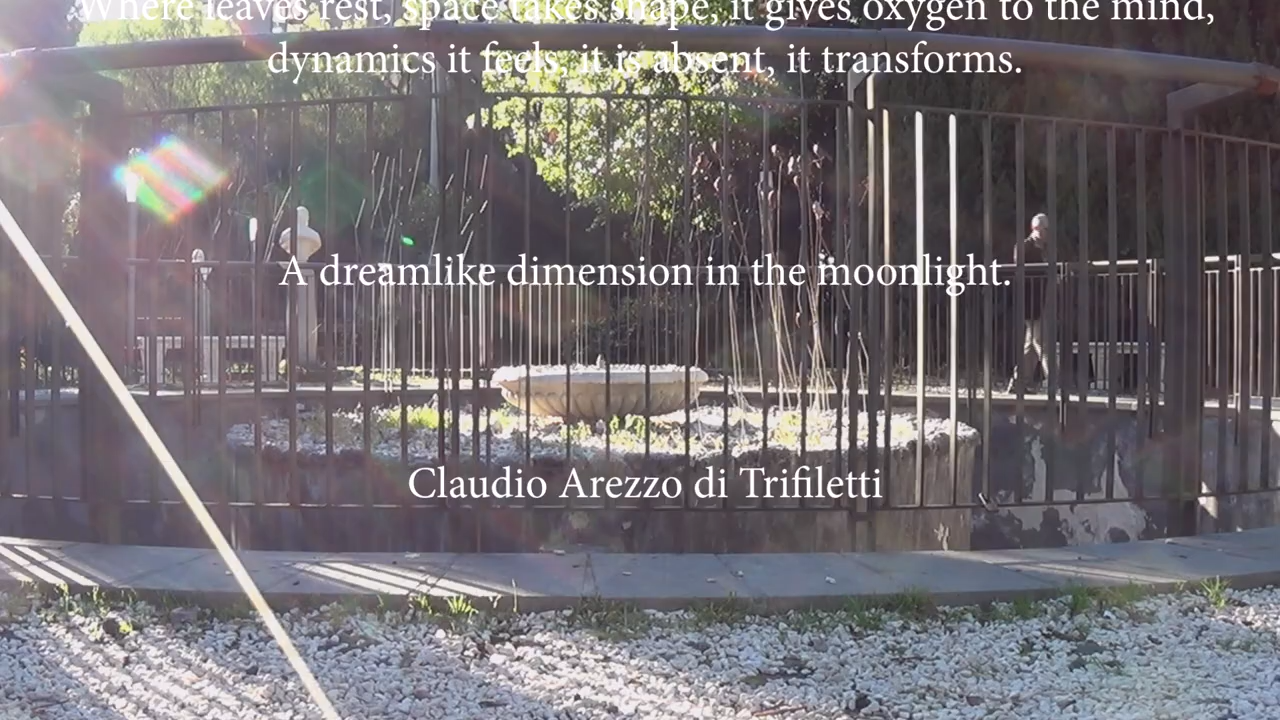 Where leaves rest, space takes shape, it gives oxygen to the mind,
dynamics it feels, it is absent, it transforms.
A dreamlike dimension in the moonlight.
Claudio Arezzo di Trifiletti